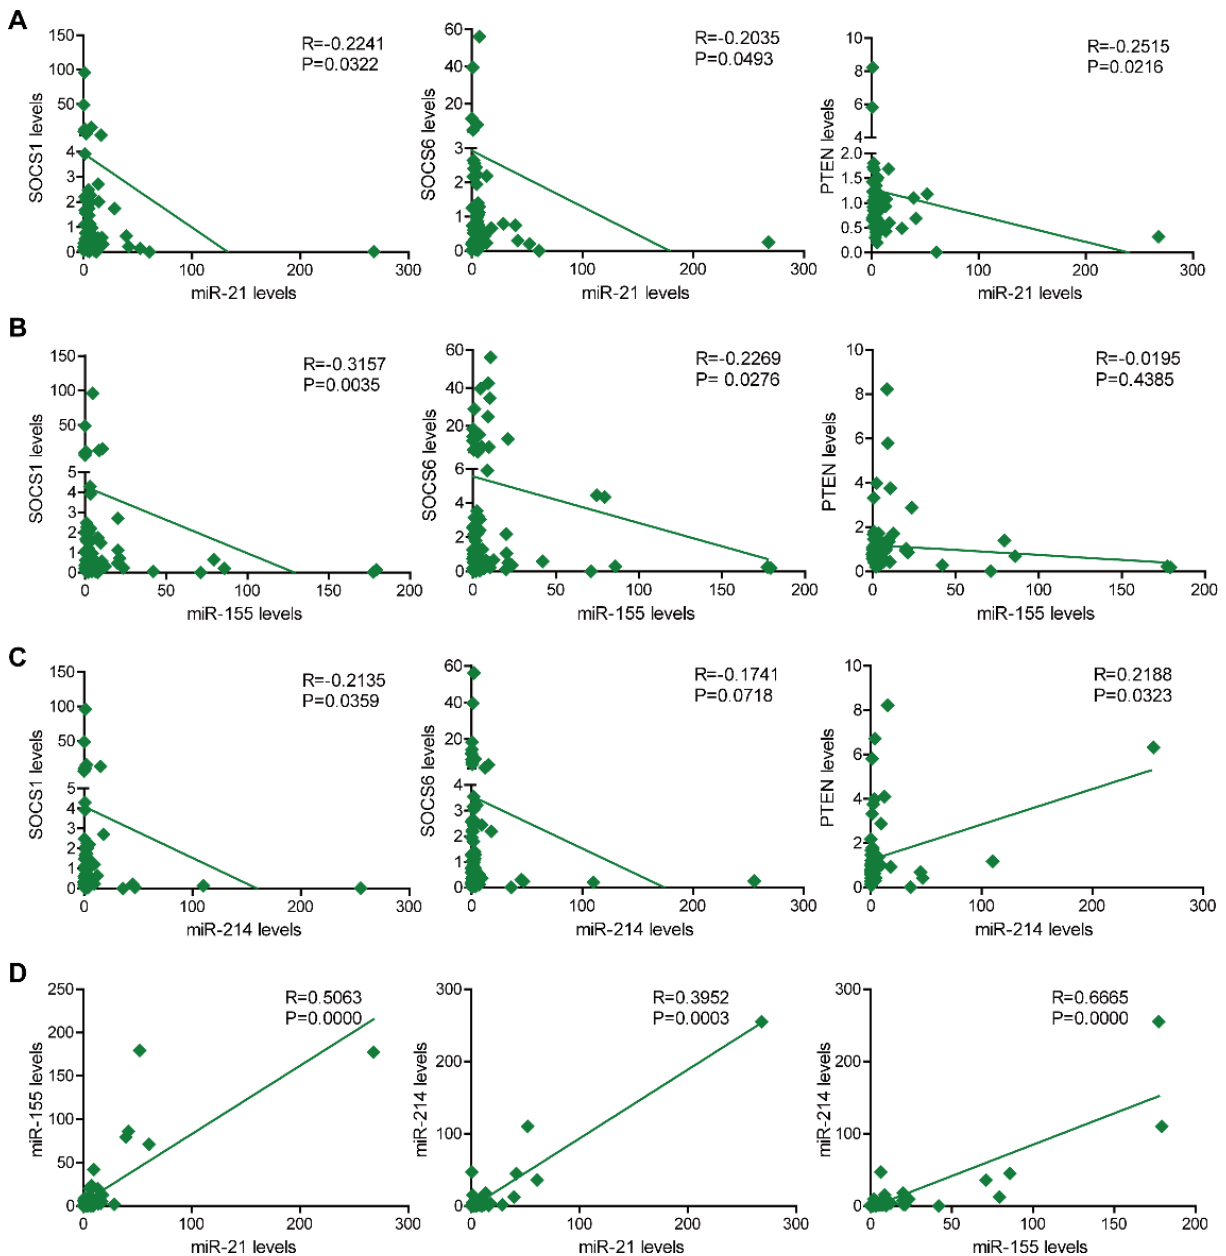 A
150
100
50
4
3
2
1
0
SOCS1 levels
R=-0.2241
P=0.0322
0 100 200 300
miR-21 levels
60
40
20
3
2
1
0
SOCS6 levels
R=-0.2035
P=0.0493
0 100 200 300
miR-21 levels
10
8
6
4
2.0
1.5
1.0
0.5
0.0
PTEN levels
R=-0.2515
P=0.0216
0 100 200 300
miR-21 levels
B
150
100
50
5
4
3
2
1
0
SOCS1 levels
R=-0.3157
P=0.0035
0 50 100 150 200
miR-155 levels
60
40
20
6
4
2
0
SOCS6 levels
R=-0.2269
P= 0.0276
0 50 100 150 200
miR-155 levels
10
8
6
4
2
0
PTEN levels
R=-0.0195
P=0.4385
0 50 100 150 200
miR-155 levels
C
150
100
50
5
4
3
2
1
0
SOCS1 levels
R=-0.2135
P=0.0359
0 100 200 300
miR-214 levels
60
40
20
4
3
2
1
0
SOCS6 levels
R=-0.1741
P=0.0718
0 100 200 300
miR-214 levels
10
8
6
4
2
0
PTEN levels
R=0.2188
P=0.0323
0 100 200 300
miR-214 levels
D
250
200
150
100
50
0
miR-155 levels
R=0.5063
P=0.0000
0 100 200 300
miR-21 levels
300
200
100
0
miR-214 levels
R=0.3952
P=0.0003
0 100 200 300
miR-21 levels
300
200
100
0
miR-214 levels
R=0.6665
P=0.0000
0 50 100 150 200
miR-155 levels